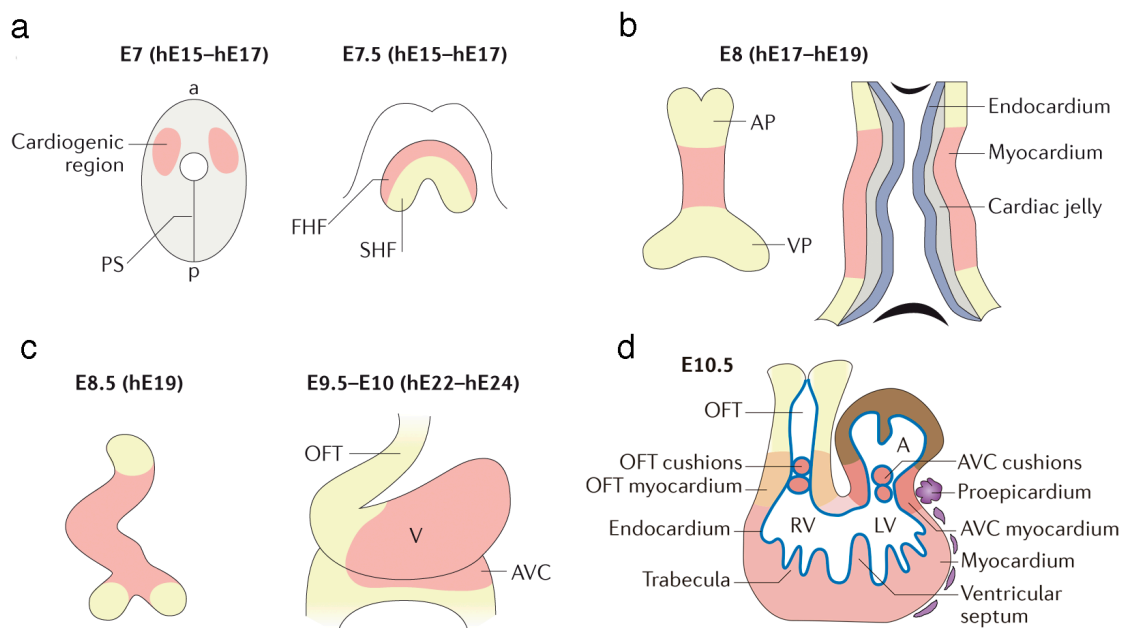 a
E7 (hE15–hE17)
E7.5 (hE15–hE17)
a
Cardiogenic
region
PS
p
FHF
SHF
b
E8 (hE17–hE19)
AP
VP
Endocardium
Myocardium
Cardiac jelly
c
E8.5 (hE19)
E9.5–E10 (hE22–hE24)
OFT
V
AVC
d
E10.5
OFT
OFT cushions
OFT myocardium
Endocardium
Trabecula
RV
LV
A
AVC cushions
Proepicardium
AVC myocardium
Myocardium
Ventricular
septum